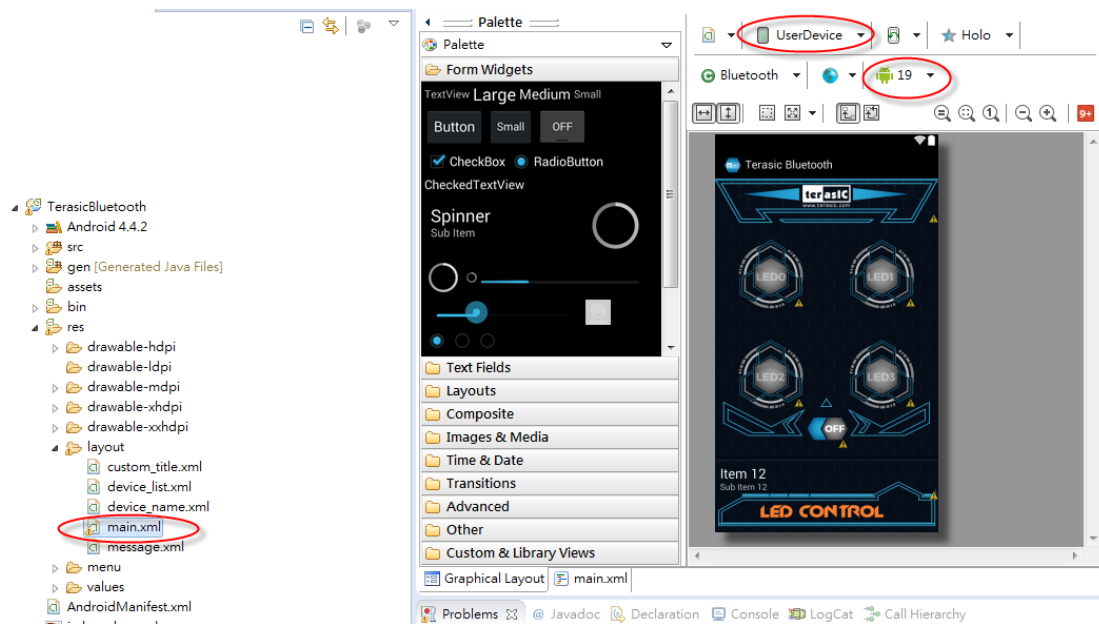 TerasicBluetooth
Android 4.4.2
src
gen [Generated Java Files]
assets
bin
res
drawable-hdpi
drawable-ldpi
drawable-mdpi
drawable-xhdpi
drawable-xxhdpi
layout
custom_title.xml
device_list.xml
device_name.xml
main.xml
message.xml
menu
values
AndroidManifest.xml
Palette
Palette
Form Widgets
TextView Large Medium Small
Button Small OFF
CheckBox RadioButton
CheckedTextView
Spinner
Sub Item
Text Fields
Layouts
Composite
Images & Media
Time & Date
Transitions
Advanced
Other
Custom & Library Views
Graphical Layout main.xml
UserDevice Holo
Bluetooth 19
9+
Terasic Bluetooth
terasIC
www.terasic.com
LED0 LED1
LED2 LED3
OFF
Item 12
Sub Item 12
LED CONTROL
Problems @ Javadoc Declaration Console LogCat Call Hierarchy